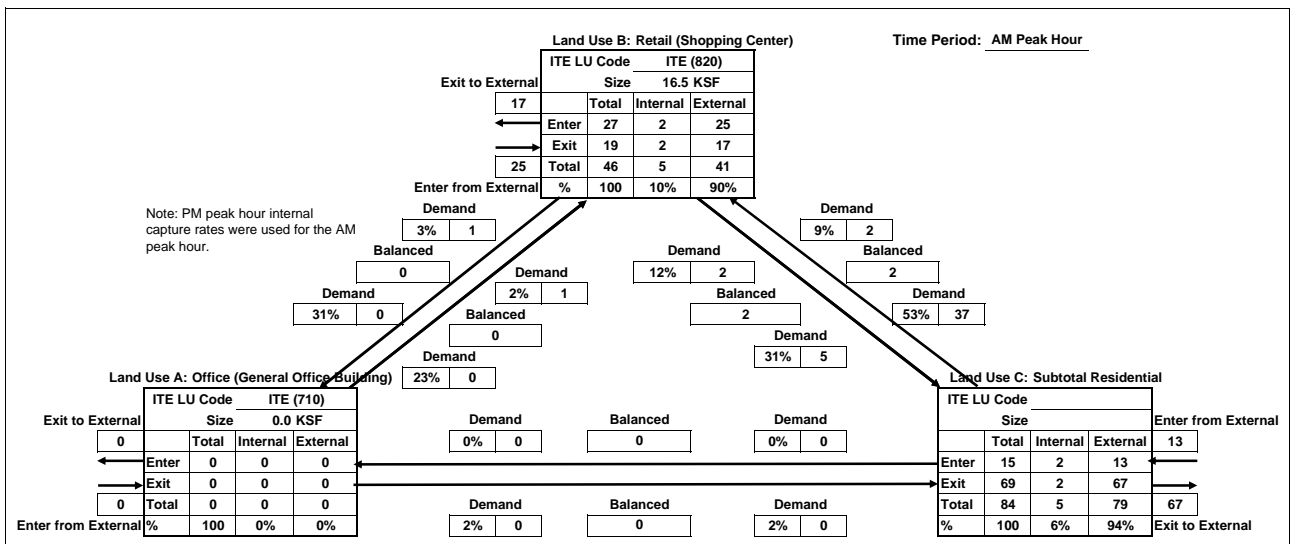 Land Use B: Retail (Shopping Center)
Time Period: AM Peak Hour
ITE LU Code ITE (820)
Exit to External Size 16.5 KSF
17 Total Internal External
Enter 27 2 25
Exit 19 2 17
25 Total 46 5 41
Enter from External % 100 10% 90%
Note: PM peak hour internal
capture rates were used for the AM
peak hour.
Demand
3% 1
Balanced
0
Demand
31% 0
Demand
2% 1
Balanced
0
Demand
23% 0
Demand
12% 2
Balanced
2
Demand
31% 5
Demand
9% 2
Balanced
2
Demand
53% 37
Land Use A: Office (General Office Building)
ITE LU Code ITE (710)
Exit to External Size 0.0 KSF
0 Total Internal External
Enter 0 0 0
Exit 0 0 0
0 Total 0 0 0
Enter from External % 100 0% 0%
Demand Balanced Demand
0% 0 0 0% 0
Demand Balanced Demand
2% 0 0 2% 0
Land Use C: Subtotal Residential
ITE LU Code
Size Enter from External
Total Internal External 13
Enter 15 2 13
Exit 69 2 67
Total 84 5 79 67
% 100 6% 94% Exit to External